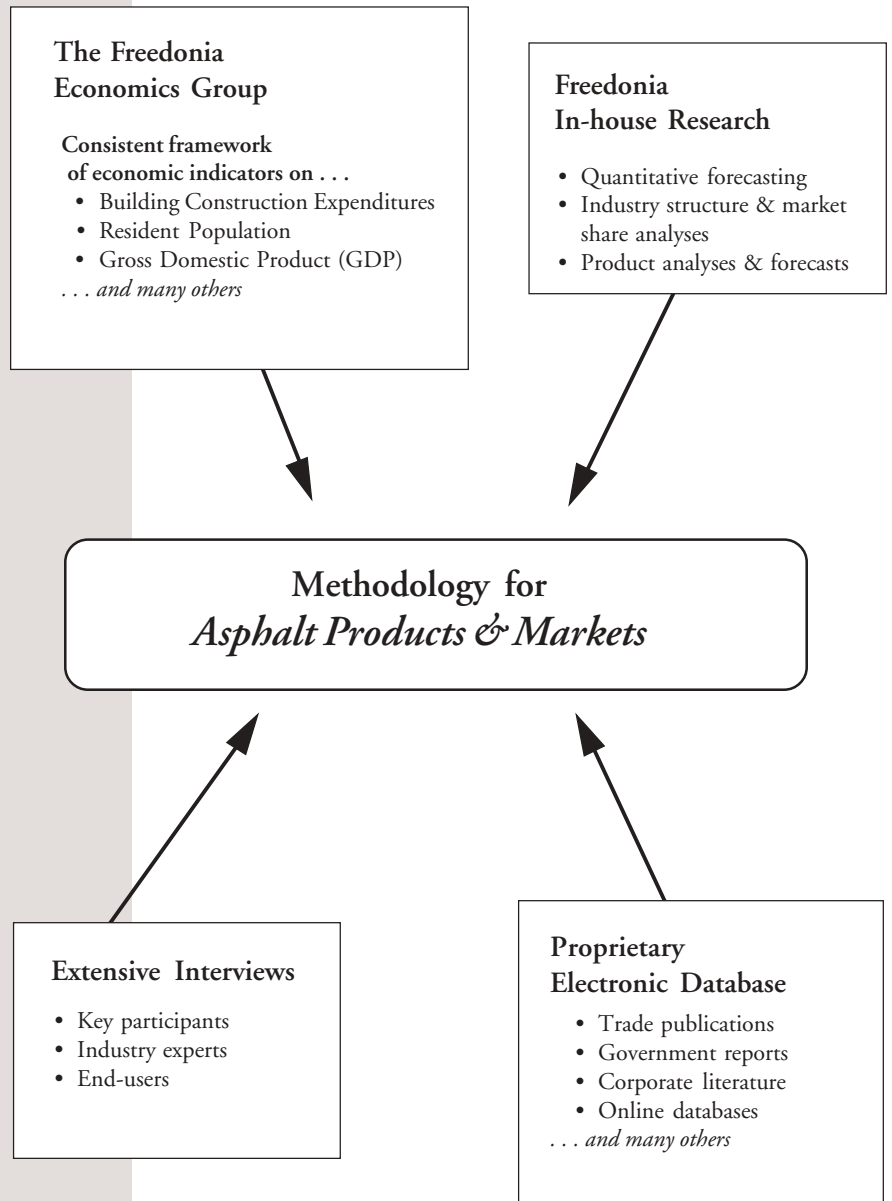 The Freedonia
Economics Group
Consistent framework
of economic indicators on . . .
• Building Construction Expenditures
• Resident Population
• Gross Domestic Product (GDP)
. . . and many others
Freedonia
In-house Research
• Quantitative forecasting
• Industry structure & market
share analyses
• Product analyses & forecasts
Methodology for
Asphalt Products & Markets
Extensive Interviews
• Key participants
• Industry experts
• End-users
Proprietary
Electronic Database
• Trade publications
• Government reports
• Corporate literature
• Online databases
. . . and many others